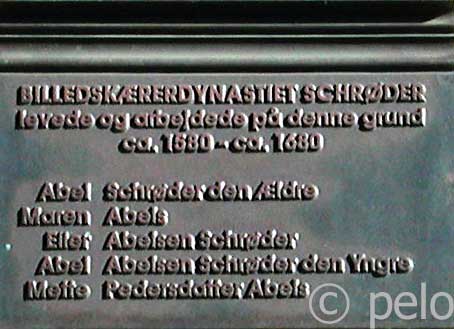 BILLEDSKÆRERDYNASTIET SCHRØDER
levede og arbejdede på denne grund
ca. 1580 - ca. 1680
Abel Schrøder den Ældre
Maren Abels
Eiler Abelsen Schrøder
Abel Abelsen Schrøder den Yngre
Mette Pedersdatter Abels
© pelo